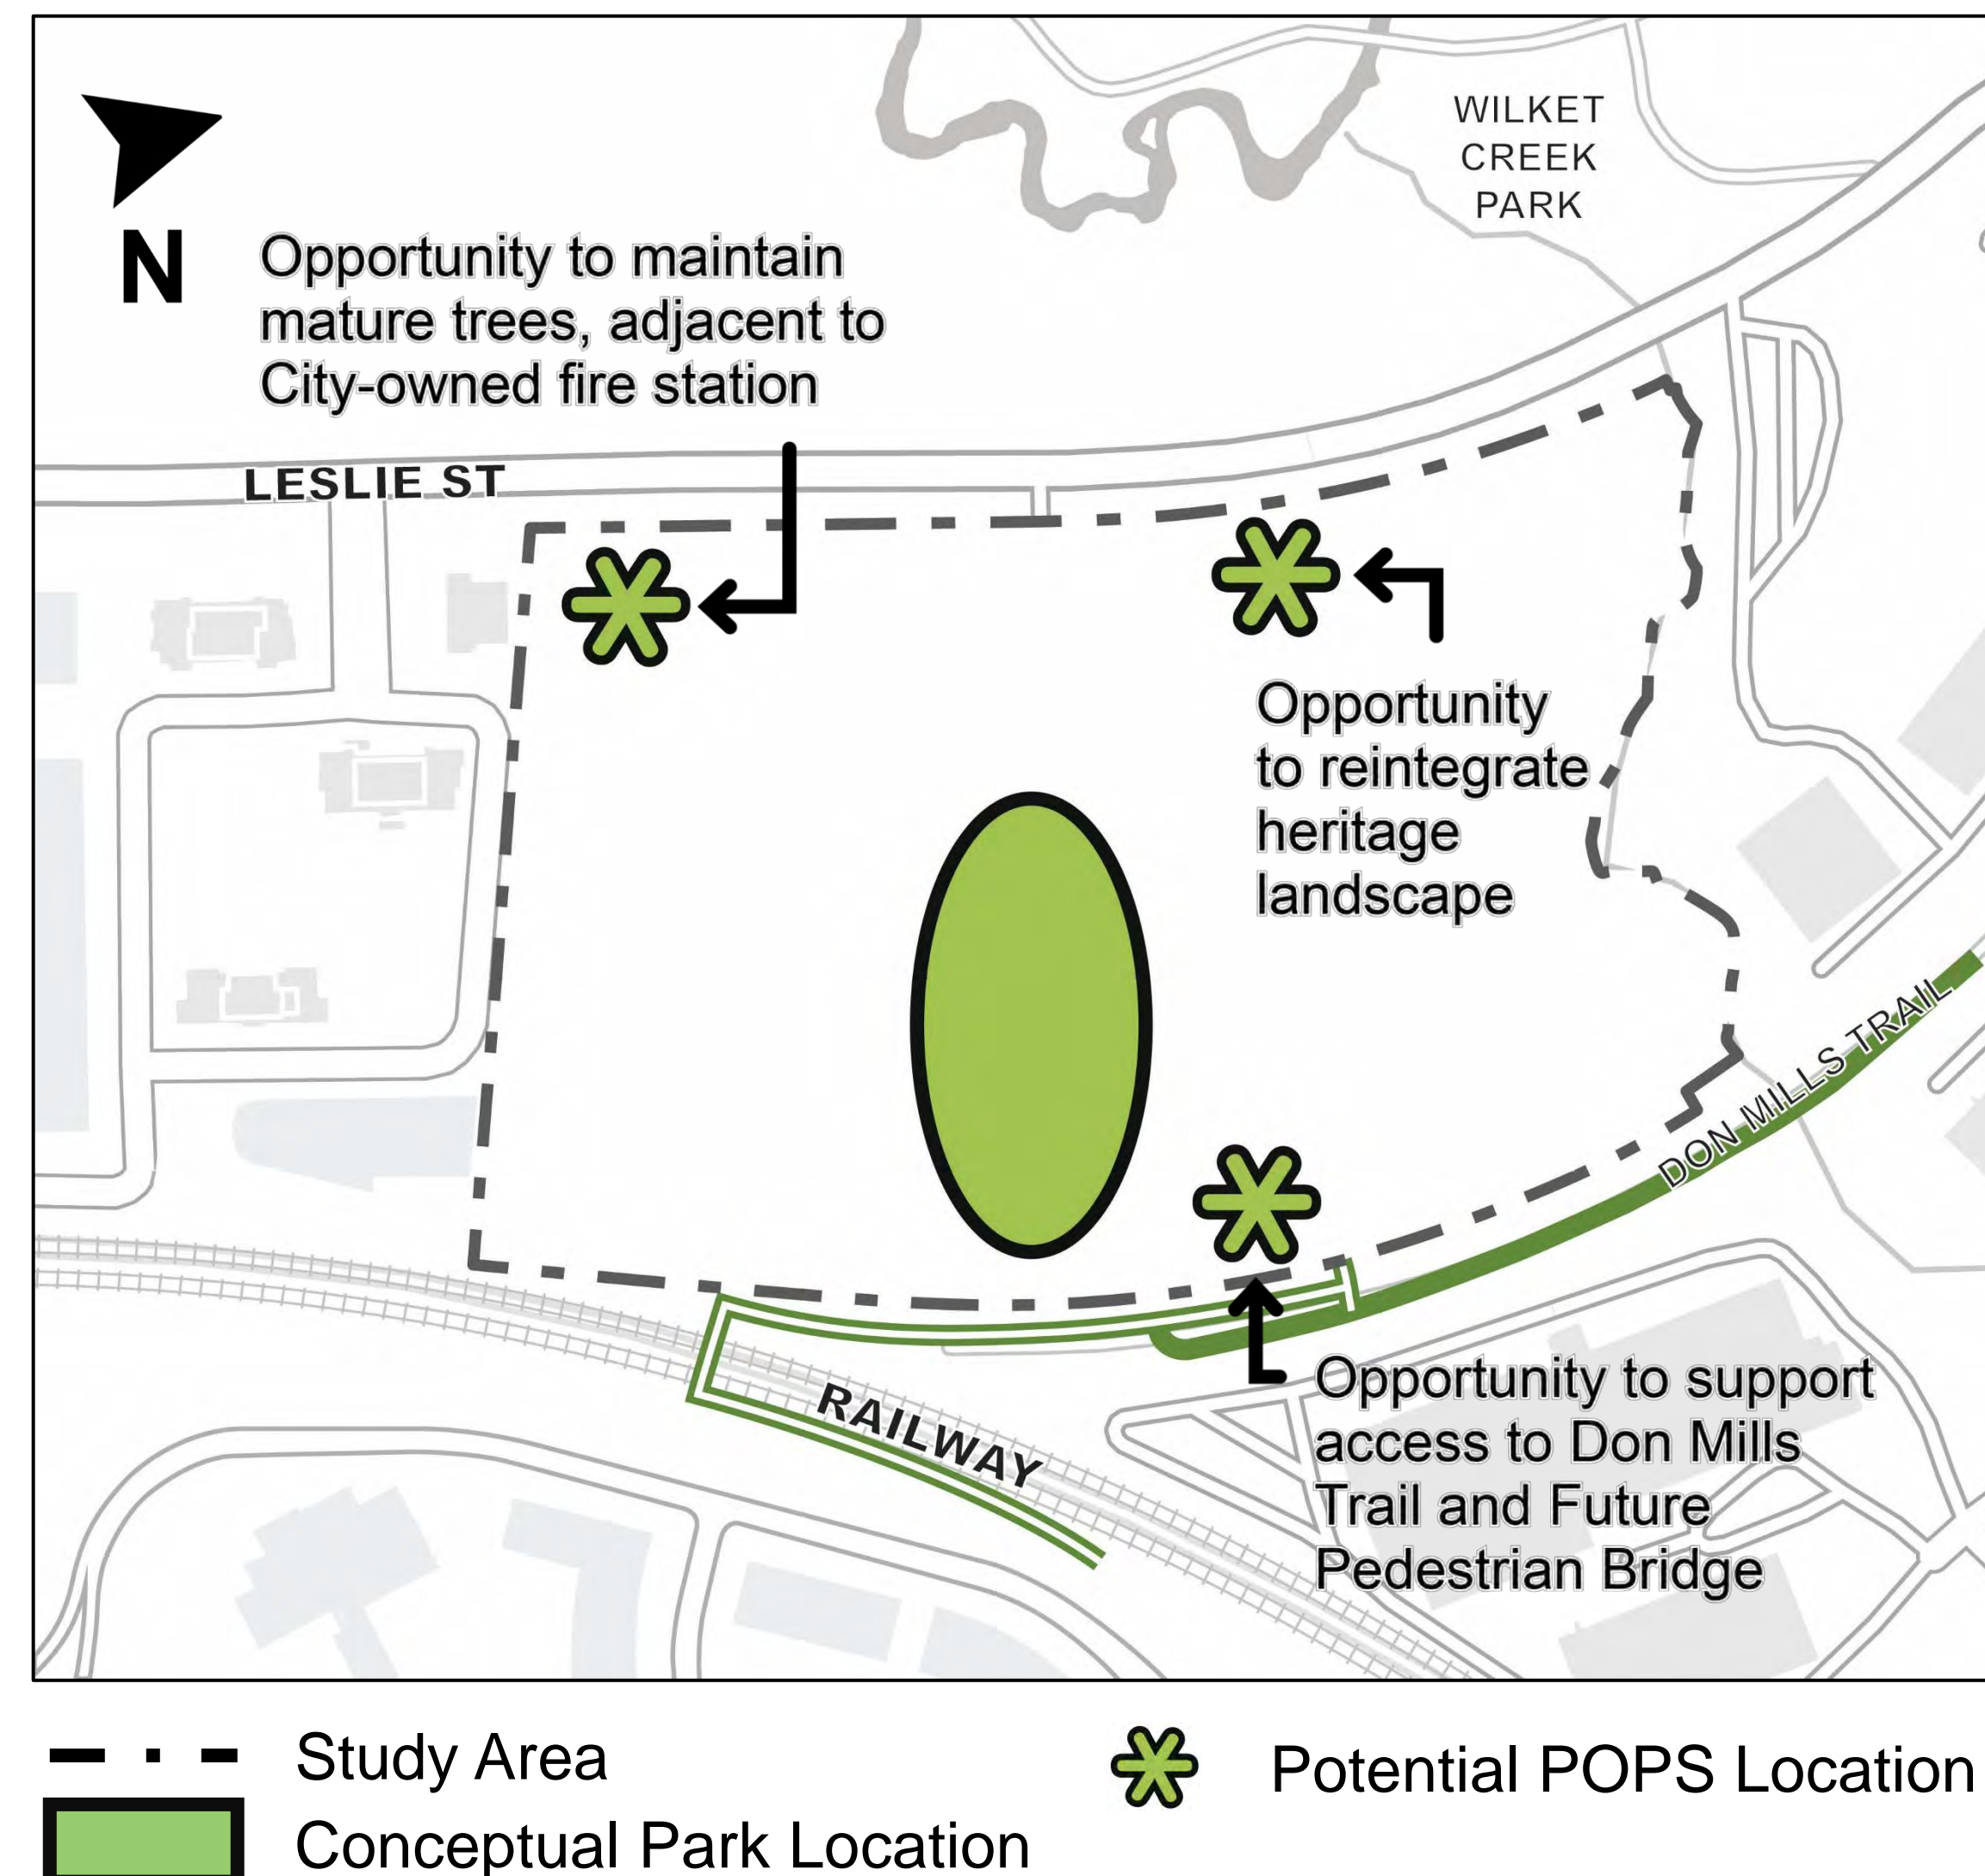 WILKET
CREEK
PARK
N
Opportunity to maintain
mature trees, adjacent to
City-owned fire station
LESLIE ST
Opportunity
to reintegrate
heritage
landscape
DON MILLS TRAIL
RAILWAY
Opportunity to support
access to Don Mills
Trail and Future
Pedestrian Bridge
Study Area
Potential POPS Location
Conceptual Park Location